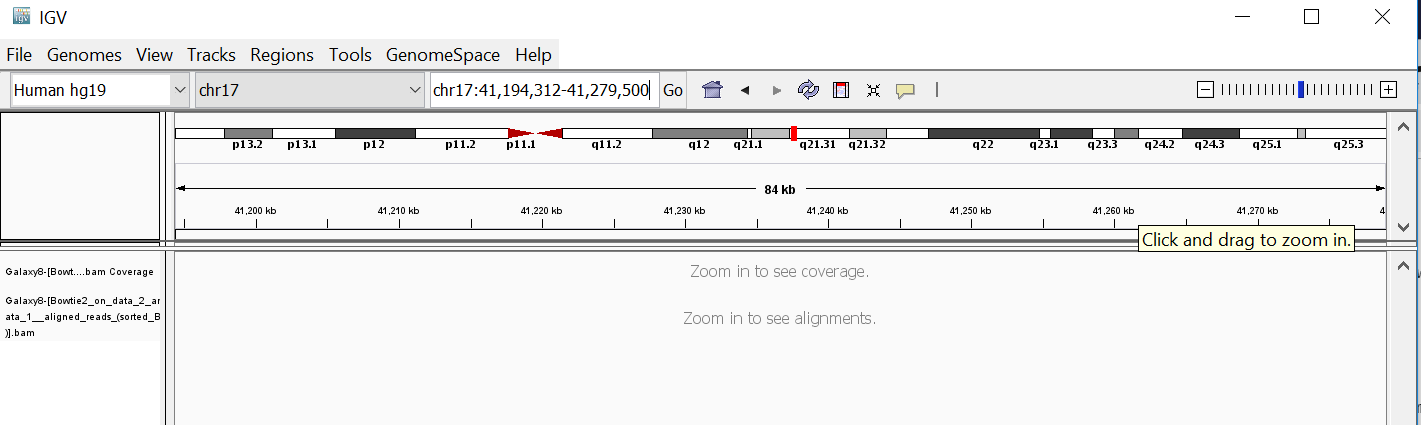 IGV
File Genomes View Tracks Regions Tools GenomeSpace Help
Human hg19 chr17 chr17:41,194,312-41,279,500 Go
p13.2 p13.1 p12 p11.2 p11.1 q11.2 q12 q21.1 q21.31 q21.32 q22 q23.1 q23.3 q24.2 q24.3 q25.1 q25.3
84 kb
41,200 kb 41,210 kb 41,220 kb 41,230 kb 41,240 kb 41,250 kb 41,260 kb 41,270 kb
Click and drag to zoom in.
Galaxy8-[Bowt....bam Coverage
Zoom in to see coverage.
Galaxy8-[Bowtie2_on_data_2_ar
ata_1__aligned_reads_(sorted_B
)].bam
Zoom in to see alignments.